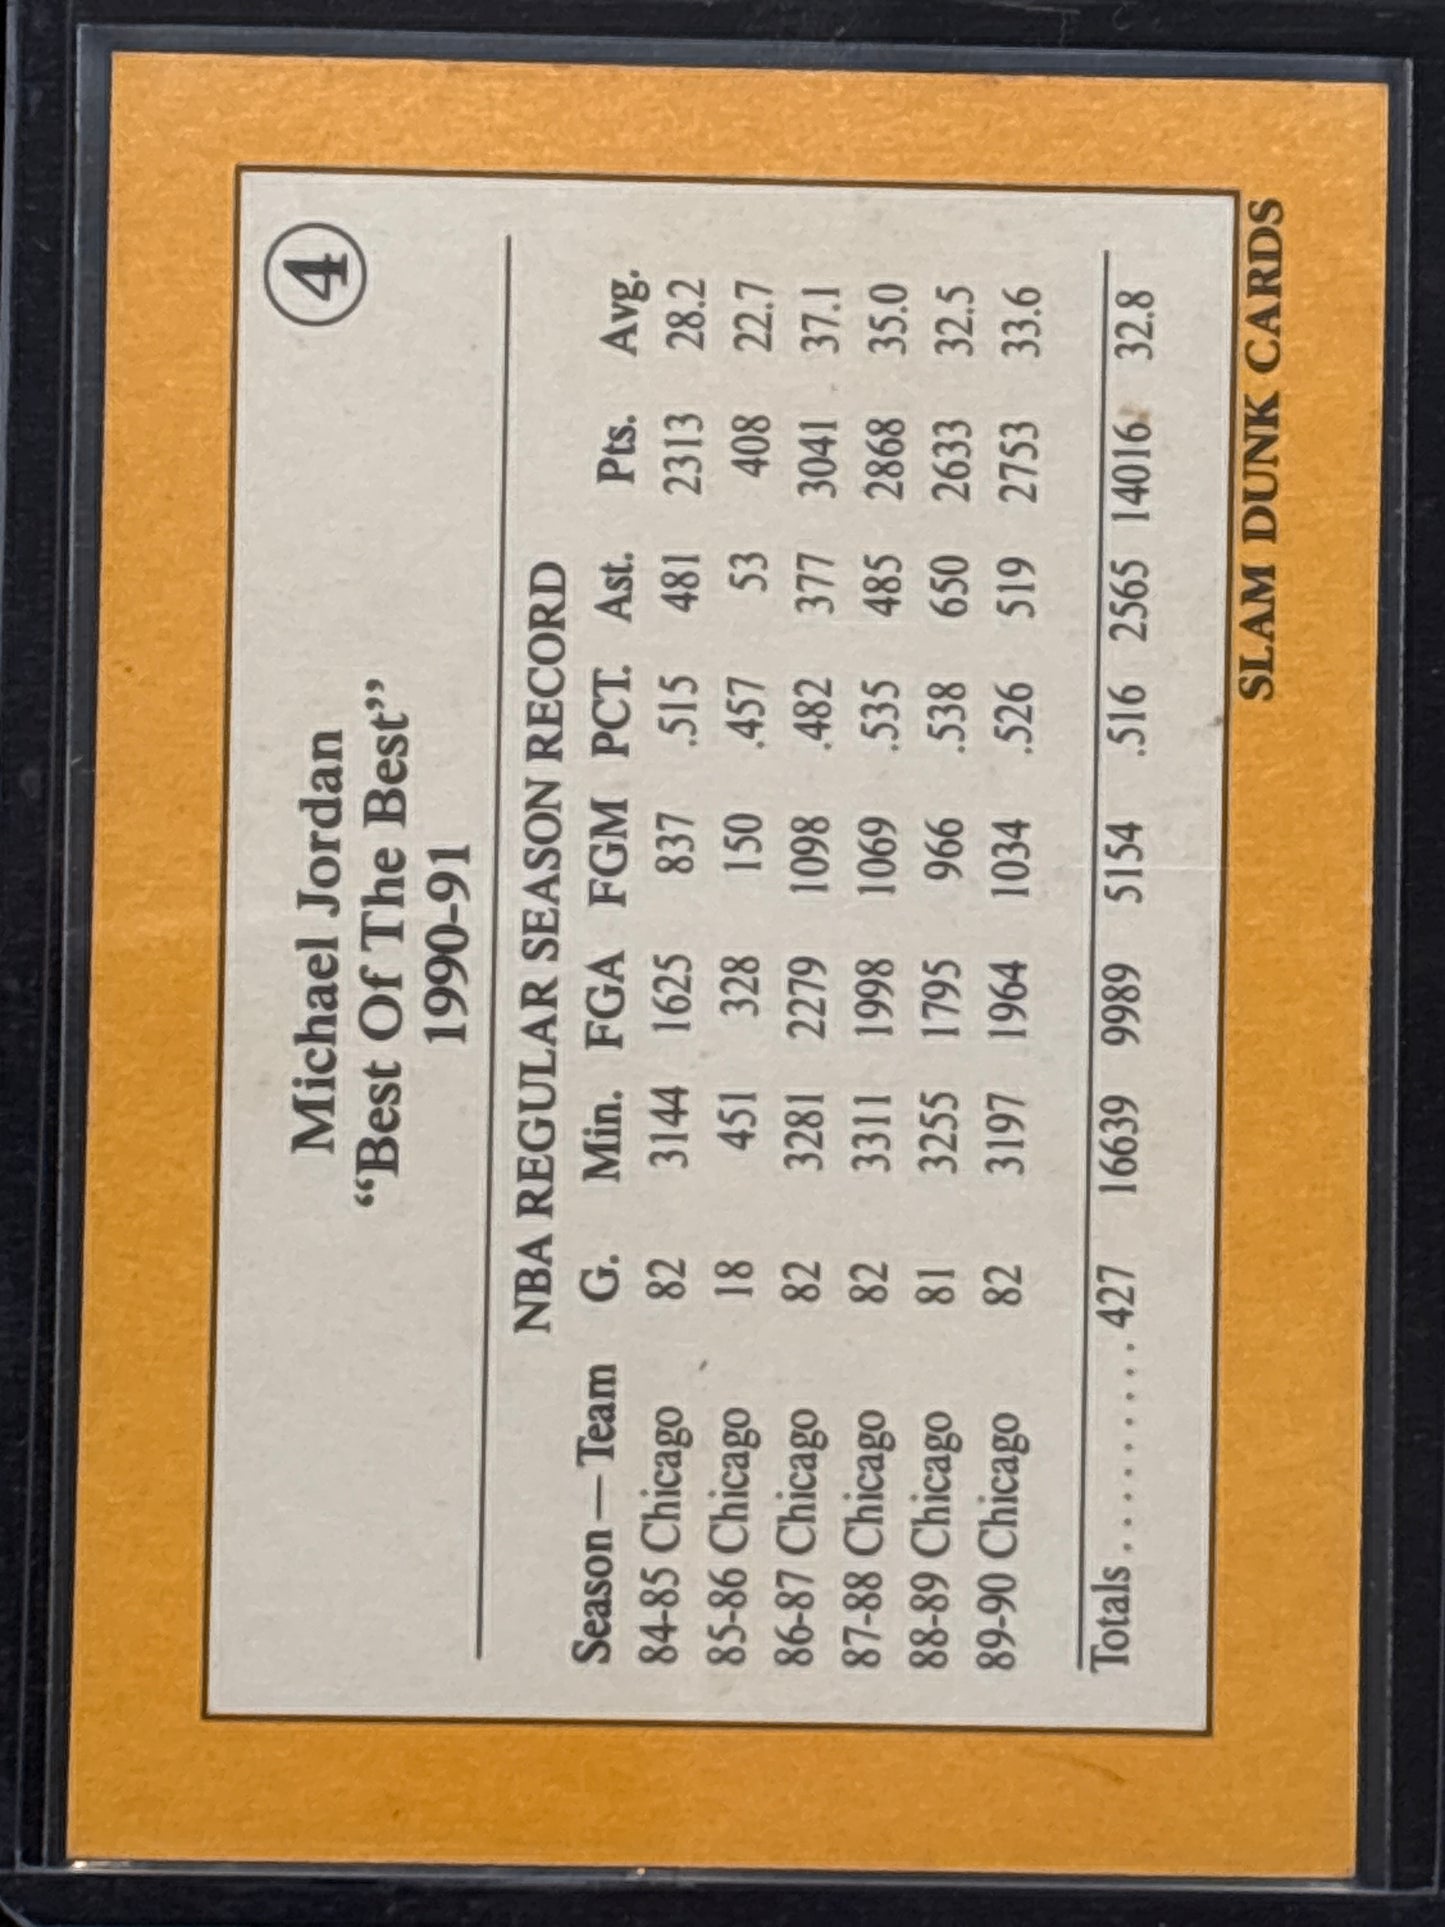 4
Michael Jordan
“Best Of The Best”
1990-91
NBA REGULAR SEASON RECORD
Season—Team G. Min. FGA FGM PCT. Ast. Pts. Avg.
84-85 Chicago 82 3144 1625 837 .515 481 2313 28.2
85-86 Chicago 18 451 328 150 .457 53 408 22.7
86-87 Chicago 82 3281 2279 1098 .482 377 3041 37.1
87-88 Chicago 82 3311 1998 1069 .535 485 2868 35.0
88-89 Chicago 81 3255 1795 966 .538 650 2633 32.5
89-90 Chicago 82 3197 1964 1034 .526 519 2753 33.6
Totals.......... 427 16639 9989 5154 .516 2565 14016 32.8
SLAM DUNK CARDS